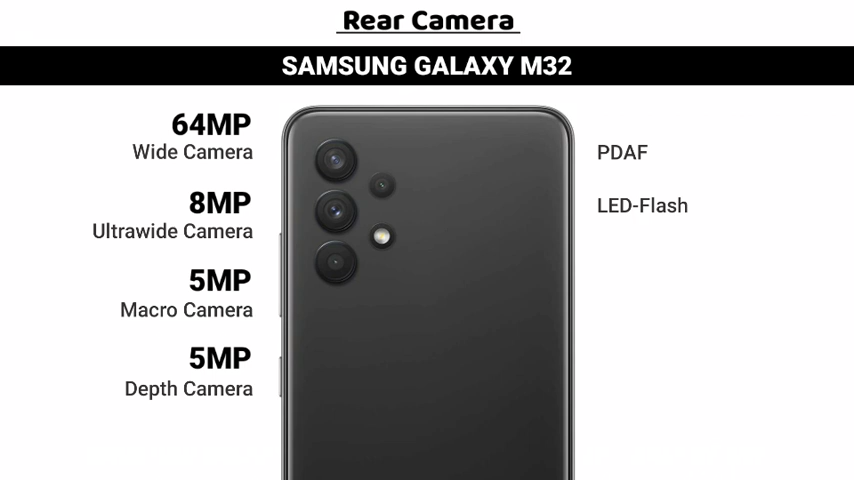 Rear Camera
SAMSUNG GALAXY M32
64MP
Wide Camera
8MP
Ultrawide Camera
5MP
Macro Camera
5MP
Depth Camera
PDAF
LED-Flash